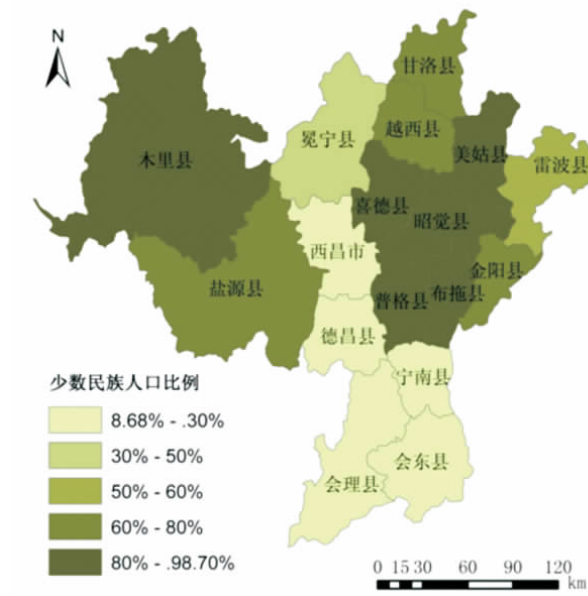 N
甘洛县
越西县
冕宁县
美姑县
木里县
雷波县
喜德县
昭觉县
西昌市
金阳县
盐源县
布拖县
普格县
德昌县
宁南县
会东县
会理县
少数民族人口比例
8.68% - .30%
30% - 50%
50% - 60%
60% - 80%
80% - .98.70%
0 15 30 60 90 120
km